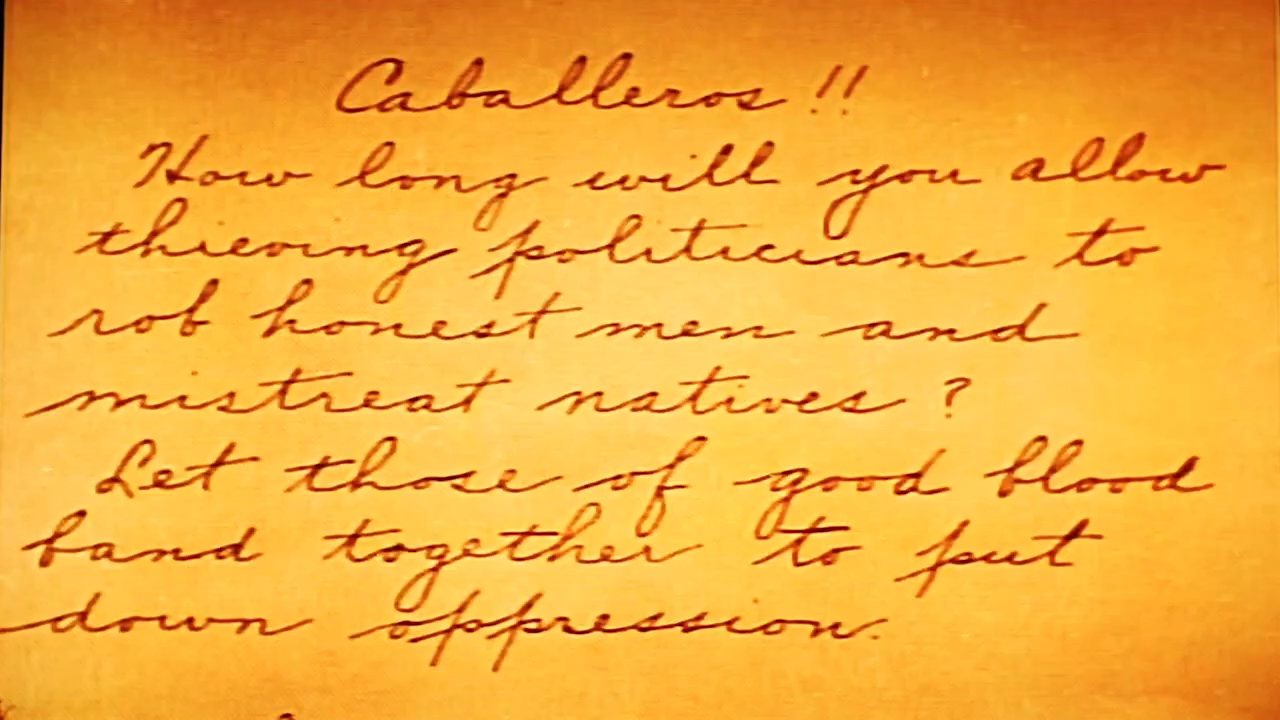 Caballeros !!
How long will you allow
thieving politicians to
rob honest men and
mistreat natives ?
Let those of good blood
band together to put
down oppression.